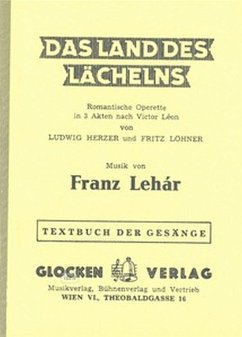 DAS LAND DES
LÄCHELNS
Romantische Operette
in 3 Akten nach Victor Léon
von
LUDWIG HERZER und FRITZ LÖHNER
Musik von
Franz Lehár
TEXTBUCH DER GESÄNGE
GLOCKEN VERLAG
Musikverlag, Bühnenverlag und Vertrieb
WIEN VI., THEOBALDGASSE 16